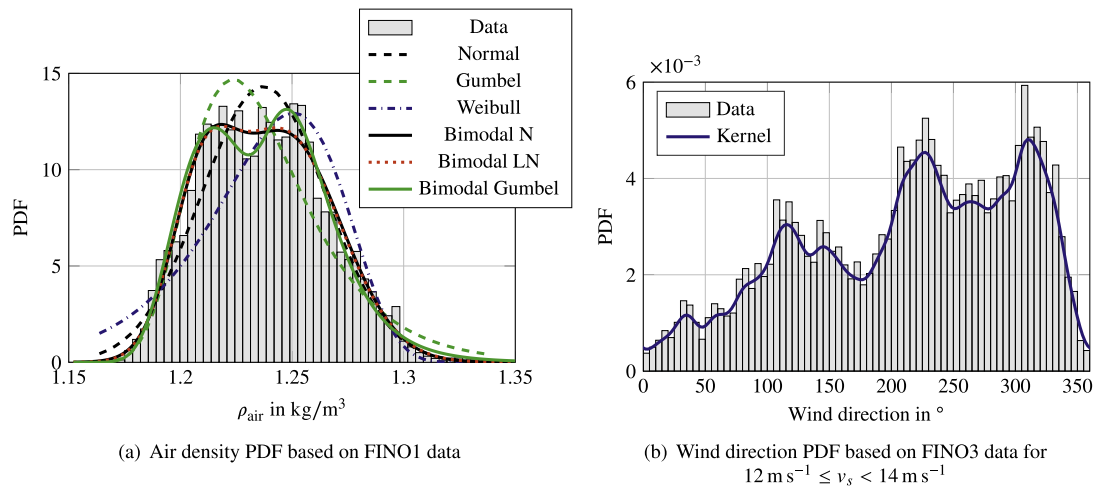 Data
Normal
Gumbel
Weibull
Bimodal N
Bimodal LN
Bimodal Gumbel
15
10
5
0
PDF
1.15
1.2
1.25
1.3
1.35
ρair in kg/m³
(a) Air density PDF based on FINO1 data
×10⁻³
Data
Kernel
6
4
2
0
PDF
0
50
100
150
200
250
300
350
Wind direction in °
(b) Wind direction PDF based on FINO3 data for
12 m s⁻¹ ≤ vₛ < 14 m s⁻¹